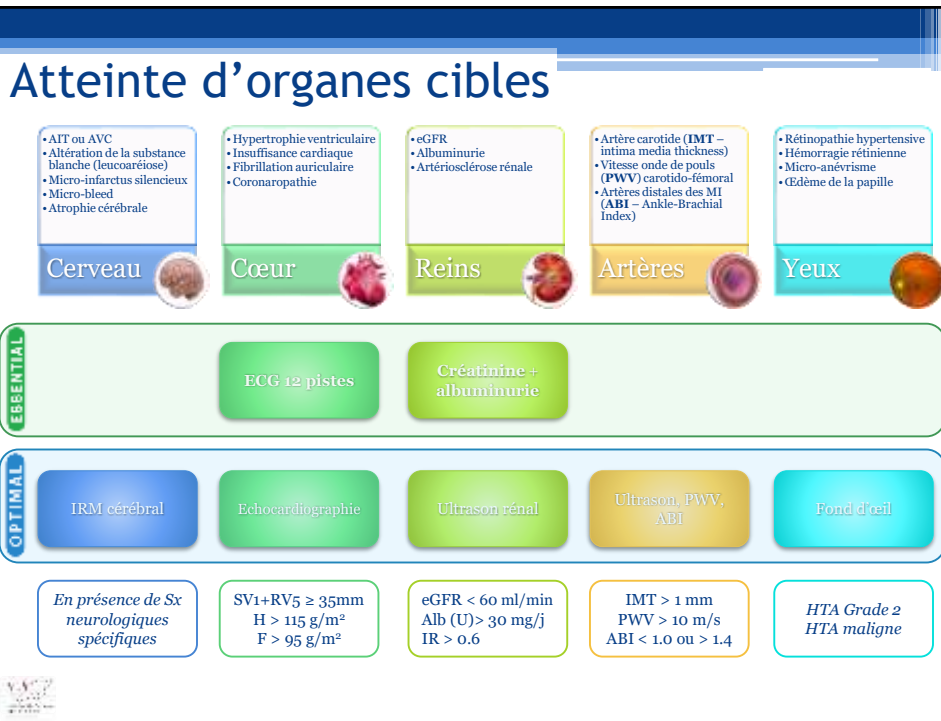 Atteinte d’organes cibles
• AIT ou AVC
• Altération de la substance
blanche (leucoaréiose)
• Micro-infarctus silencieux
• Micro-bleed
• Atrophie cérébrale
Cerveau
• Hypertrophie ventriculaire
• Insuffisance cardiaque
• Fibrillation auriculaire
• Coronaropathie
Cœur
• eGFR
• Albuminurie
• Artériosclérose rénale
Reins
• Artère carotide (IMT –
intima media thickness)
• Vitesse onde de pouls
(PWV) carotido-fémoral
• Artères distales des MI
(ABI – Ankle-Brachial
Index)
Artères
• Rétinopathie hypertensive
• Hémorragie rétinienne
• Micro-anévrisme
• Œdème de la papille
Yeux
ESSENTIAL
ECG 12 pistes
Créatinine +
albuminurie
OPTIMAL
IRM cérébral
Echocardiographie
Ultrason rénal
Ultrason, PWV,
ABI
Fond d’œil
En présence de Sx
neurologiques
spécifiques
SV1+RV5 ≥ 35mm
H > 115 g/m²
F > 95 g/m²
eGFR < 60 ml/min
Alb (U)> 30 mg/j
IR > 0.6
IMT > 1 mm
PWV > 10 m/s
ABI < 1.0 ou > 1.4
HTA Grade 2
HTA maligne